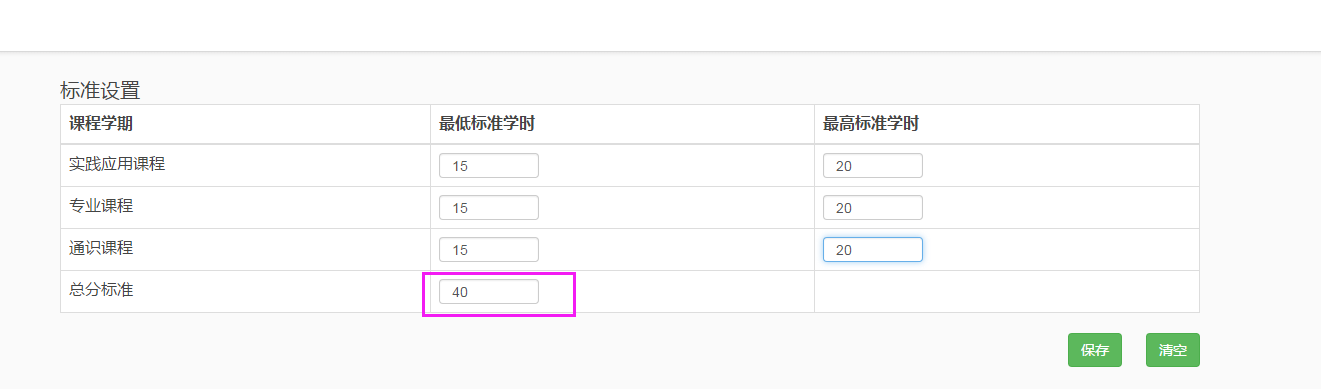 标准设置
课程学期 最低标准学时 最高标准学时
实践应用课程 15 20
专业课程 15 20
通识课程 15 20
总分标准 40
保存 清空